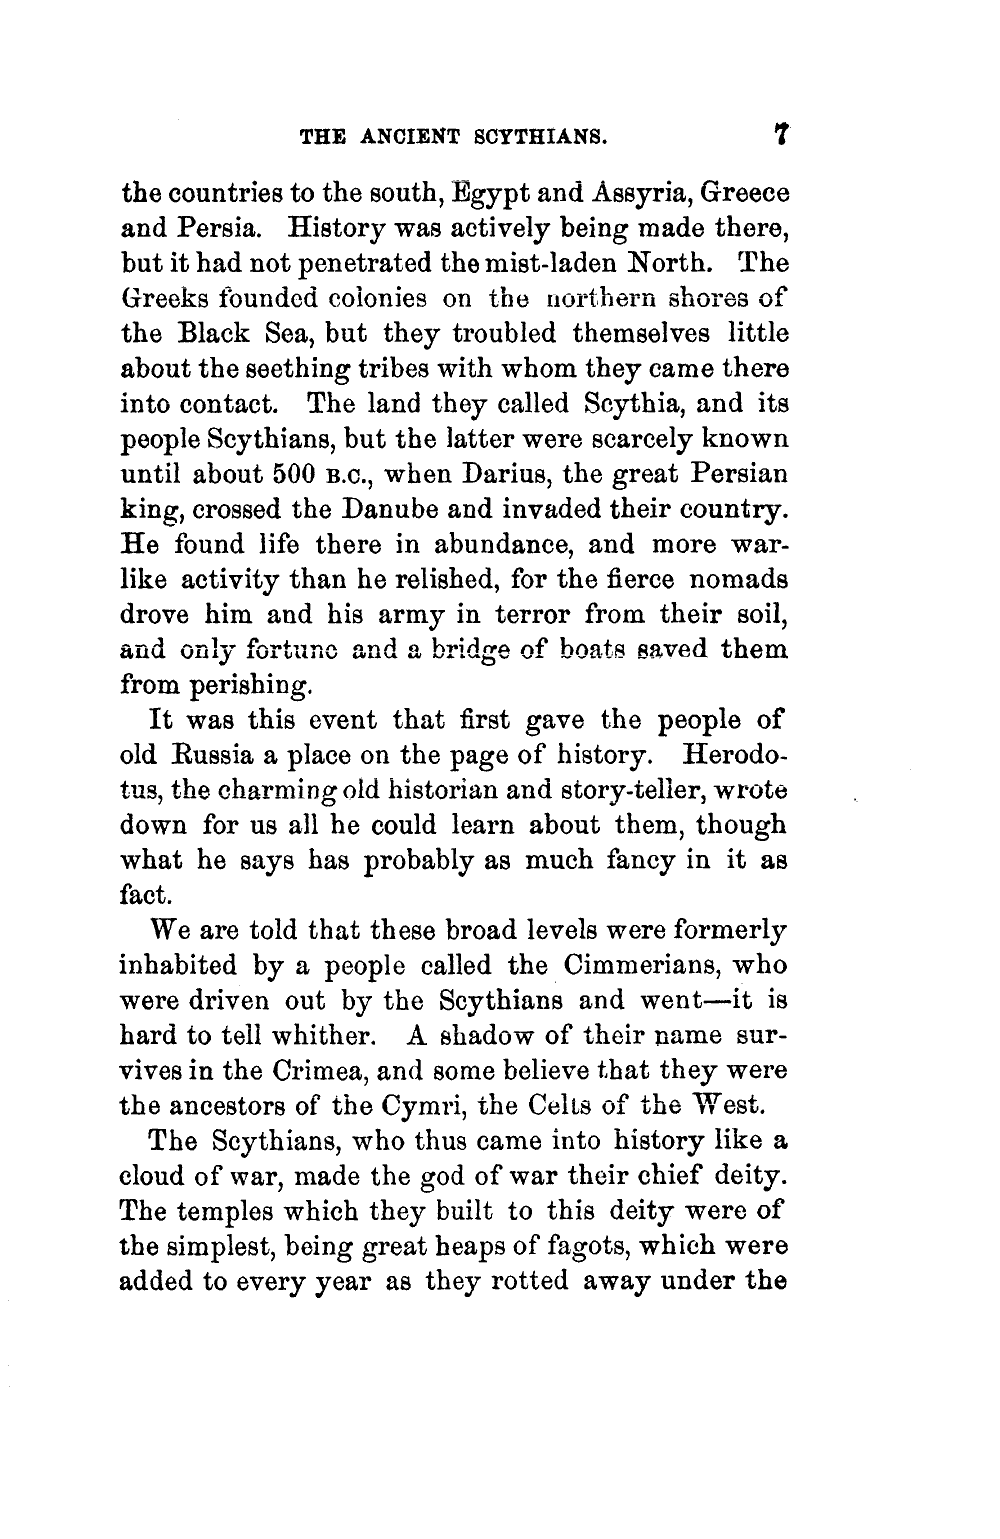 THE ANCIENT SCYTHIANS. 7
the countries to the south, Egypt and Assyria, Greece
and Persia. History was actively being made there,
but it had not penetrated the mist-laden North. The
Greeks founded colonies on the northern shores of
the Black Sea, but they troubled themselves little
about the seething tribes with whom they came there
into contact. The land they called Scythia, and its
people Scythians, but the latter were scarcely known
until about 500 B.C., when Darius, the great Persian
king, crossed the Danube and invaded their country.
He found life there in abundance, and more war-
like activity than he relished, for the fierce nomads
drove him and his army in terror from their soil,
and only fortune and a bridge of boats saved them
from perishing.
It was this event that first gave the people of
old Russia a place on the page of history. Herodo-
tus, the charming old historian and story-teller, wrote
down for us all he could learn about them, though
what he says has probably as much fancy in it as
fact.
We are told that these broad levels were formerly
inhabited by a people called the Cimmerians, who
were driven out by the Scythians and went—it is
hard to tell whither. A shadow of their name sur-
vives in the Crimea, and some believe that they were
the ancestors of the Cymri, the Celts of the West.
The Scythians, who thus came into history like a
cloud of war, made the god of war their chief deity.
The temples which they built to this deity were of
the simplest, being great heaps of fagots, which were
added to every year as they rotted away under the